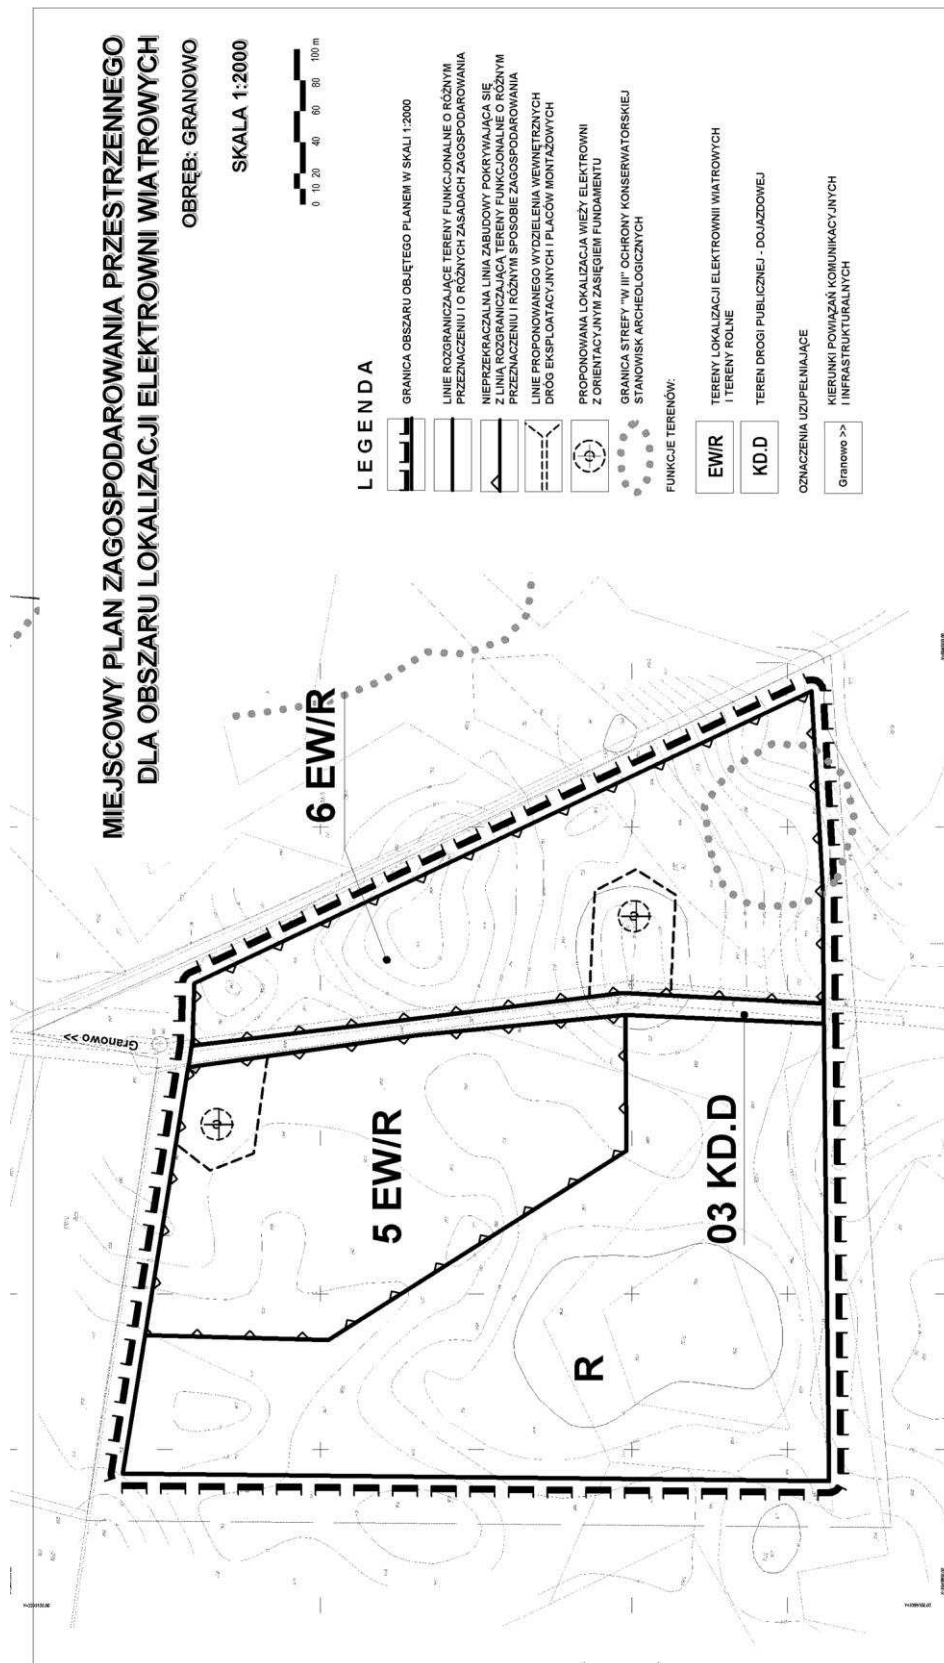 MIEJSCOWY PLAN ZAGOSPODAROWANIA PRZESTRZENNEGO
DLA OBSZARU LOKALIZACJI ELEKTROWNI WIATROWYCH
OBRĘB: GRANOWO
SKALA 1:2000
0 10 20 40 60 80 100 m
LEGENDA
GRANICA OBSZARU OBJĘTEGO PLANEM W SKALI 1:2000
LINIE ROZGRANICZAJĄCE TERENY FUNKCJONALNE O RÓŻNYM
PRZEZNACZENIU I O RÓŻNYCH ZASADACH ZAGOSPODAROWANIA
NIEPRZEKRACZALNA LINIA ZABUDOWY POKRYWAJĄCA SIĘ
Z LINIĄ ROZGRANICZAJĄCĄ TERENY FUNKCJONALNE O RÓŻNYM
PRZEZNACZENIU I RÓŻNYM SPOSOBIE ZAGOSPODAROWANIA
LINIE PROPONOWANEGO WYDZIELENIA WEWNĘTRZNYCH
DRÓG EKSPLOATACYJNYCH I PLACÓW MONTAŻOWYCH
PROPONOWANA LOKALIZACJA WIEŻY ELEKTROWNI
Z ORIENTACYJNYM ZASIĘGIEM FUNDAMENTU
GRANICA STREFY "W III" OCHRONY KONSERWATORSKIEJ
STANOWISK ARCHEOLOGICZNYCH
FUNKCJE TERENÓW:
EW/R
TERENY LOKALIZACJI ELEKTROWNII WIATROWYCH
I TERENY ROLNE
KD.D
TEREN DROGI PUBLICZNEJ - DOJAZDOWEJ
OZNACZENIA UZUPEŁNIAJĄCE
Granowo >>
KIERUNKI POWIĄZAŃ KOMUNIKACYJNYCH
I INFRASTRUKTURALNYCH
6 EW/R
Granowo >>
5 EW/R
03 KD.D
R